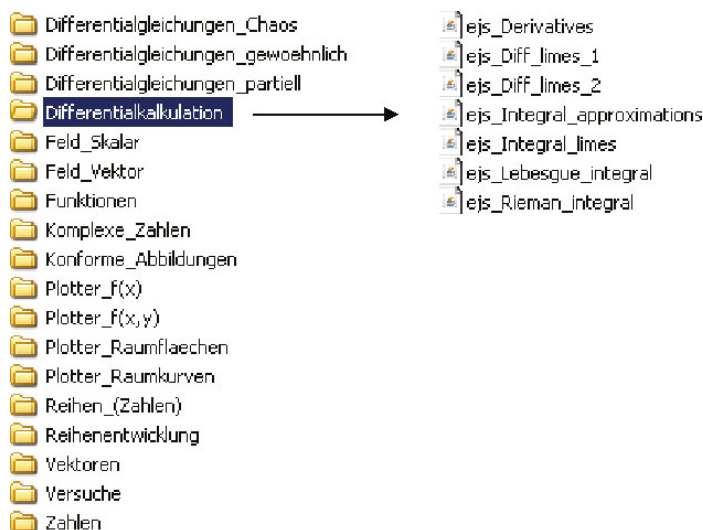 Differentialgleichungen_Chaos
Differentialgleichungen_gewoehnlich
Differentialgleichungen_partiell
Differentialkalkulation
Feld_Skalar
Feld_Vektor
Funktionen
Komplexe_Zahlen
Konforme_Abbildungen
Plotter_f(x)
Plotter_f(x,y)
Plotter_Raumflaechen
Plotter_Raumkurven
Reihen_(Zahlen)
Reihenentwicklung
Vektoren
Versuche
Zahlen
ejs_Derivatives
ejs_Diff_limes_1
ejs_Diff_limes_2
ejs_Integral_approximations
ejs_Integral_limes
ejs_Lebesgue_integral
ejs_Rieman_integral